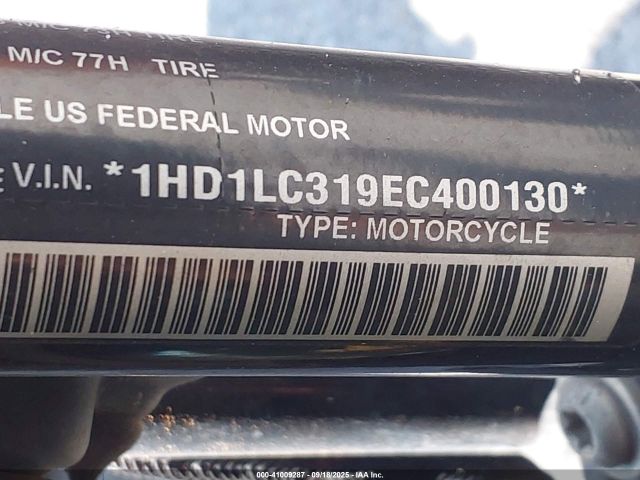 M/C 77H TIRE
LE US FEDERAL MOTOR
E V.I.N. *1HD1LC319EC400130*
TYPE: MOTORCYCLE
000-41009287 - 09/18/2025 - IAA Inc.